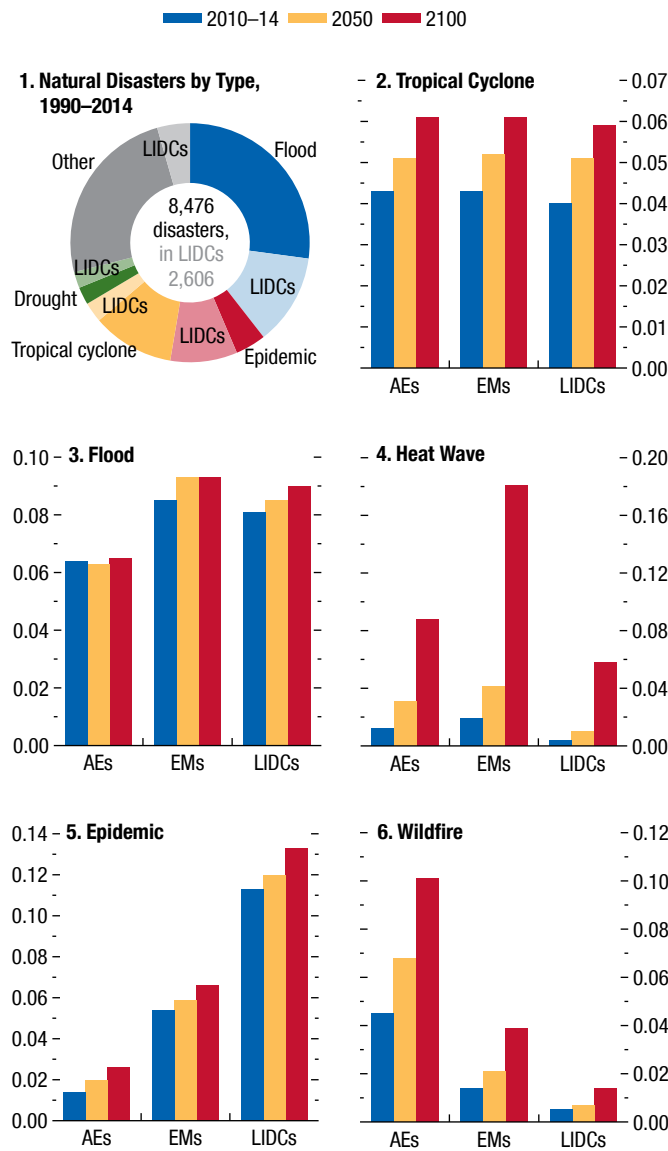 2010–14 2050 2100
1. Natural Disasters by Type,
1990–2014
Other
LIDCs
Flood
8,476
disasters,
in LIDCs
2,606
LIDCs
LIDCs
Drought
LIDCs
LIDCs
Tropical cyclone
Epidemic
2. Tropical Cyclone
0.07
0.06
0.05
0.04
0.03
0.02
0.01
0.00
AEs EMs LIDCs
3. Flood
0.10
0.08
0.06
0.04
0.02
0.00
AEs EMs LIDCs
4. Heat Wave
0.20
0.16
0.12
0.08
0.04
0.00
AEs EMs LIDCs
5. Epidemic
0.14
0.12
0.10
0.08
0.06
0.04
0.02
0.00
AEs EMs LIDCs
6. Wildfire
0.12
0.10
0.08
0.06
0.04
0.02
0.00
AEs EMs LIDCs